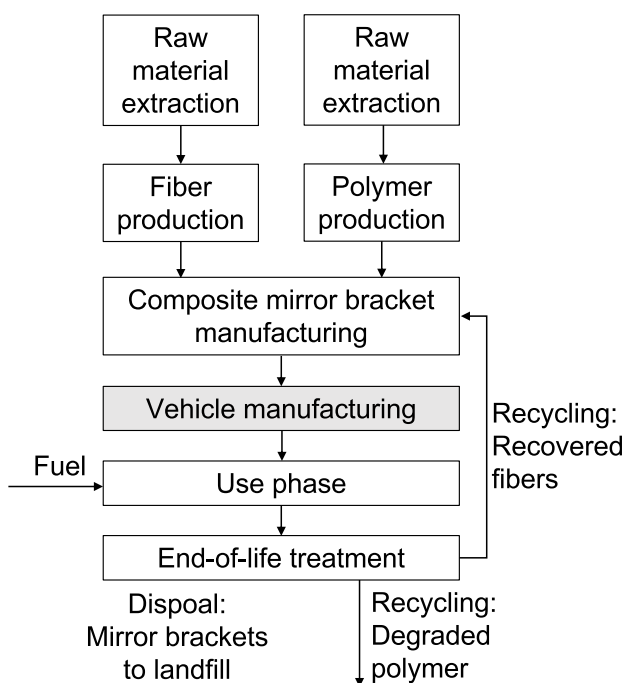 Raw
material
extraction
Raw
material
extraction
Fiber
production
Polymer
production
Composite mirror bracket
manufacturing
Vehicle manufacturing
Recycling:
Recovered
fibers
Fuel
Use phase
End-of-life treatment
Dispoal:
Mirror brackets
to landfill
Recycling:
Degraded
polymer